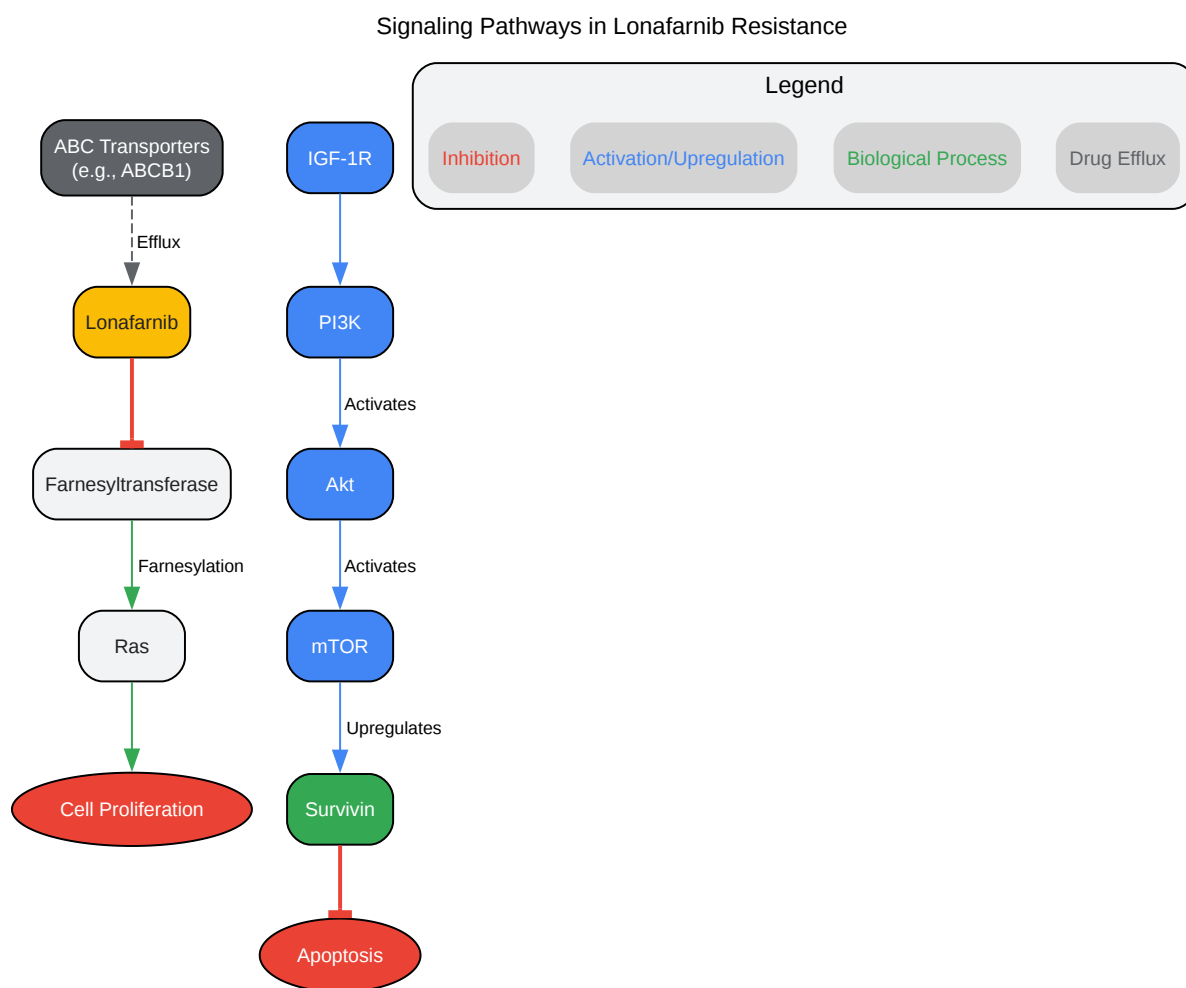 Signaling Pathways in Lonafarnib Resistance
Legend
Inhibition
Activation/Upregulation
Biological Process
Drug Efflux
ABC Transporters
(e.g., ABCB1)
IGF-1R
Efflux
Lonafarnib
PI3K
Activates
Farnesyltransferase
Akt
Farnesylation
Activates
Ras
mTOR
Upregulates
Cell Proliferation
Survivin
Apoptosis